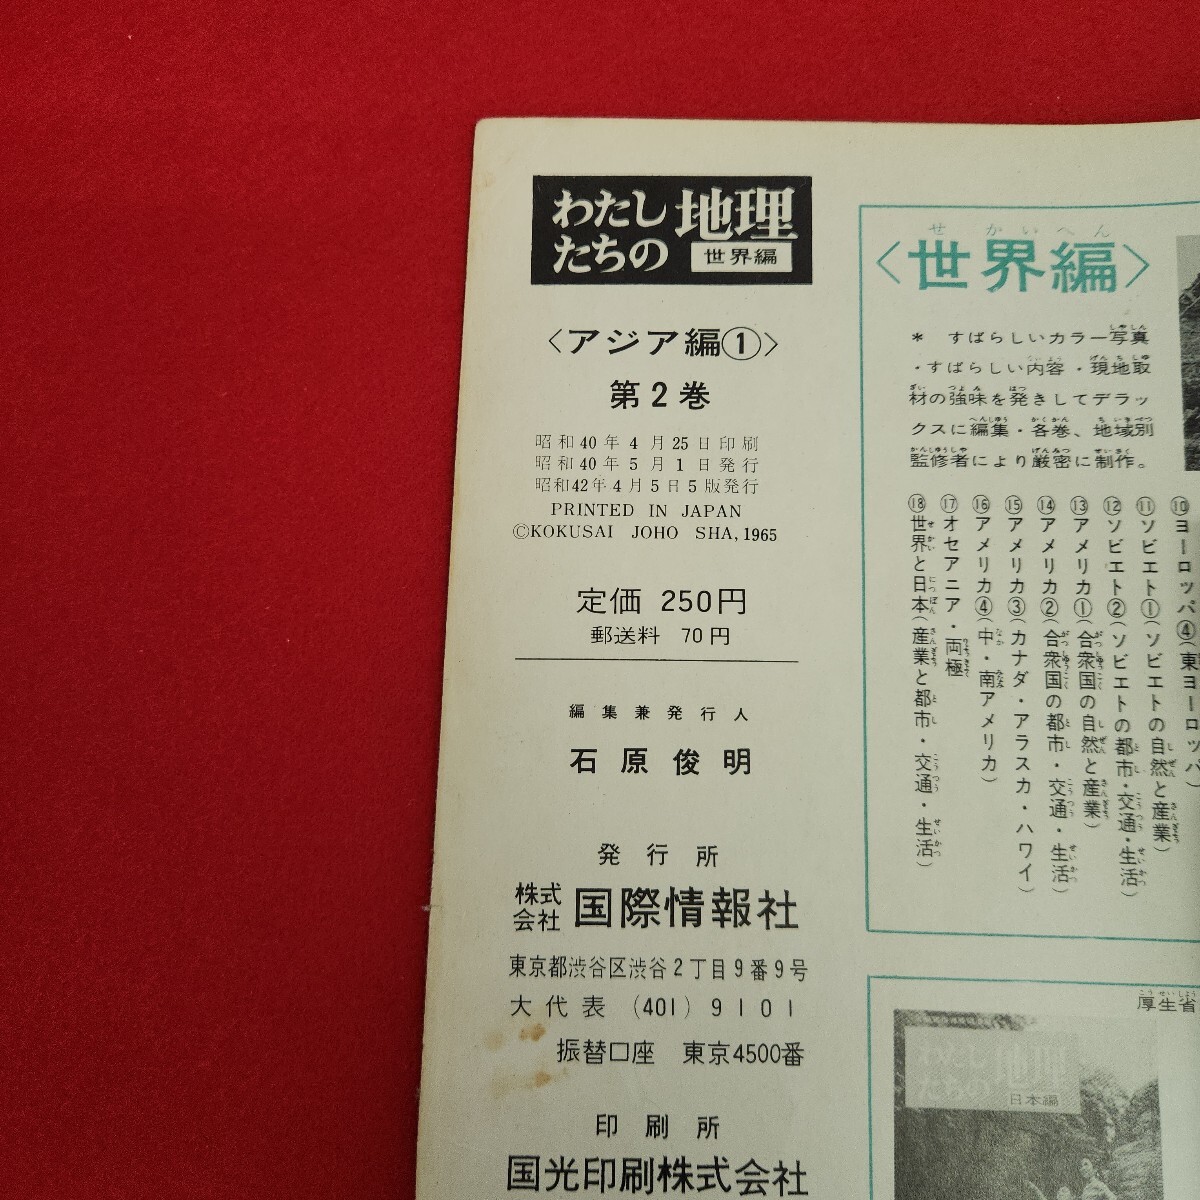 わたしたちの地理
世界編
〈アジア編①〉
第2巻
昭和40年4月25日印刷
昭和40年5月1日発行
昭和42年4月5日5版発行
PRINTED IN JAPAN
©KOKUSAI JOHO SHA, 1965
定価 250円
郵送料 70円
編集兼発行人
石原俊明
発行所
株式会社 国際情報社
東京都渋谷区渋谷2丁目9番9号
大代表 (401) 9101
振替口座 東京4500番
印刷所
国光印刷株式会社
せかいへん
〈世界編〉
* すばらしいカラー写真
・すばらしい内容・現地取
材の強味を発きしてデラッ
クスに編集・各巻、地域別
監修者により厳密に制作。
⑩ヨーロッパ④(東ヨーロッパ)
⑪ソビエト①(ソビエトの自然と産業)
⑫ソビエト②(ソビエトの都市・交通・生活)
⑬アメリカ①(合衆国の自然と産業)
⑭アメリカ②(合衆国の都市・交通・生活)
⑮アメリカ③(カナダ・アラスカ・ハワイ)
⑯アメリカ④(中・南アメリカ)
⑰オセアニア・両極
⑱世界と日本(産業と都市・交通・生活)
こうせいしょう
厚生省
わたしたちの地理
日本編